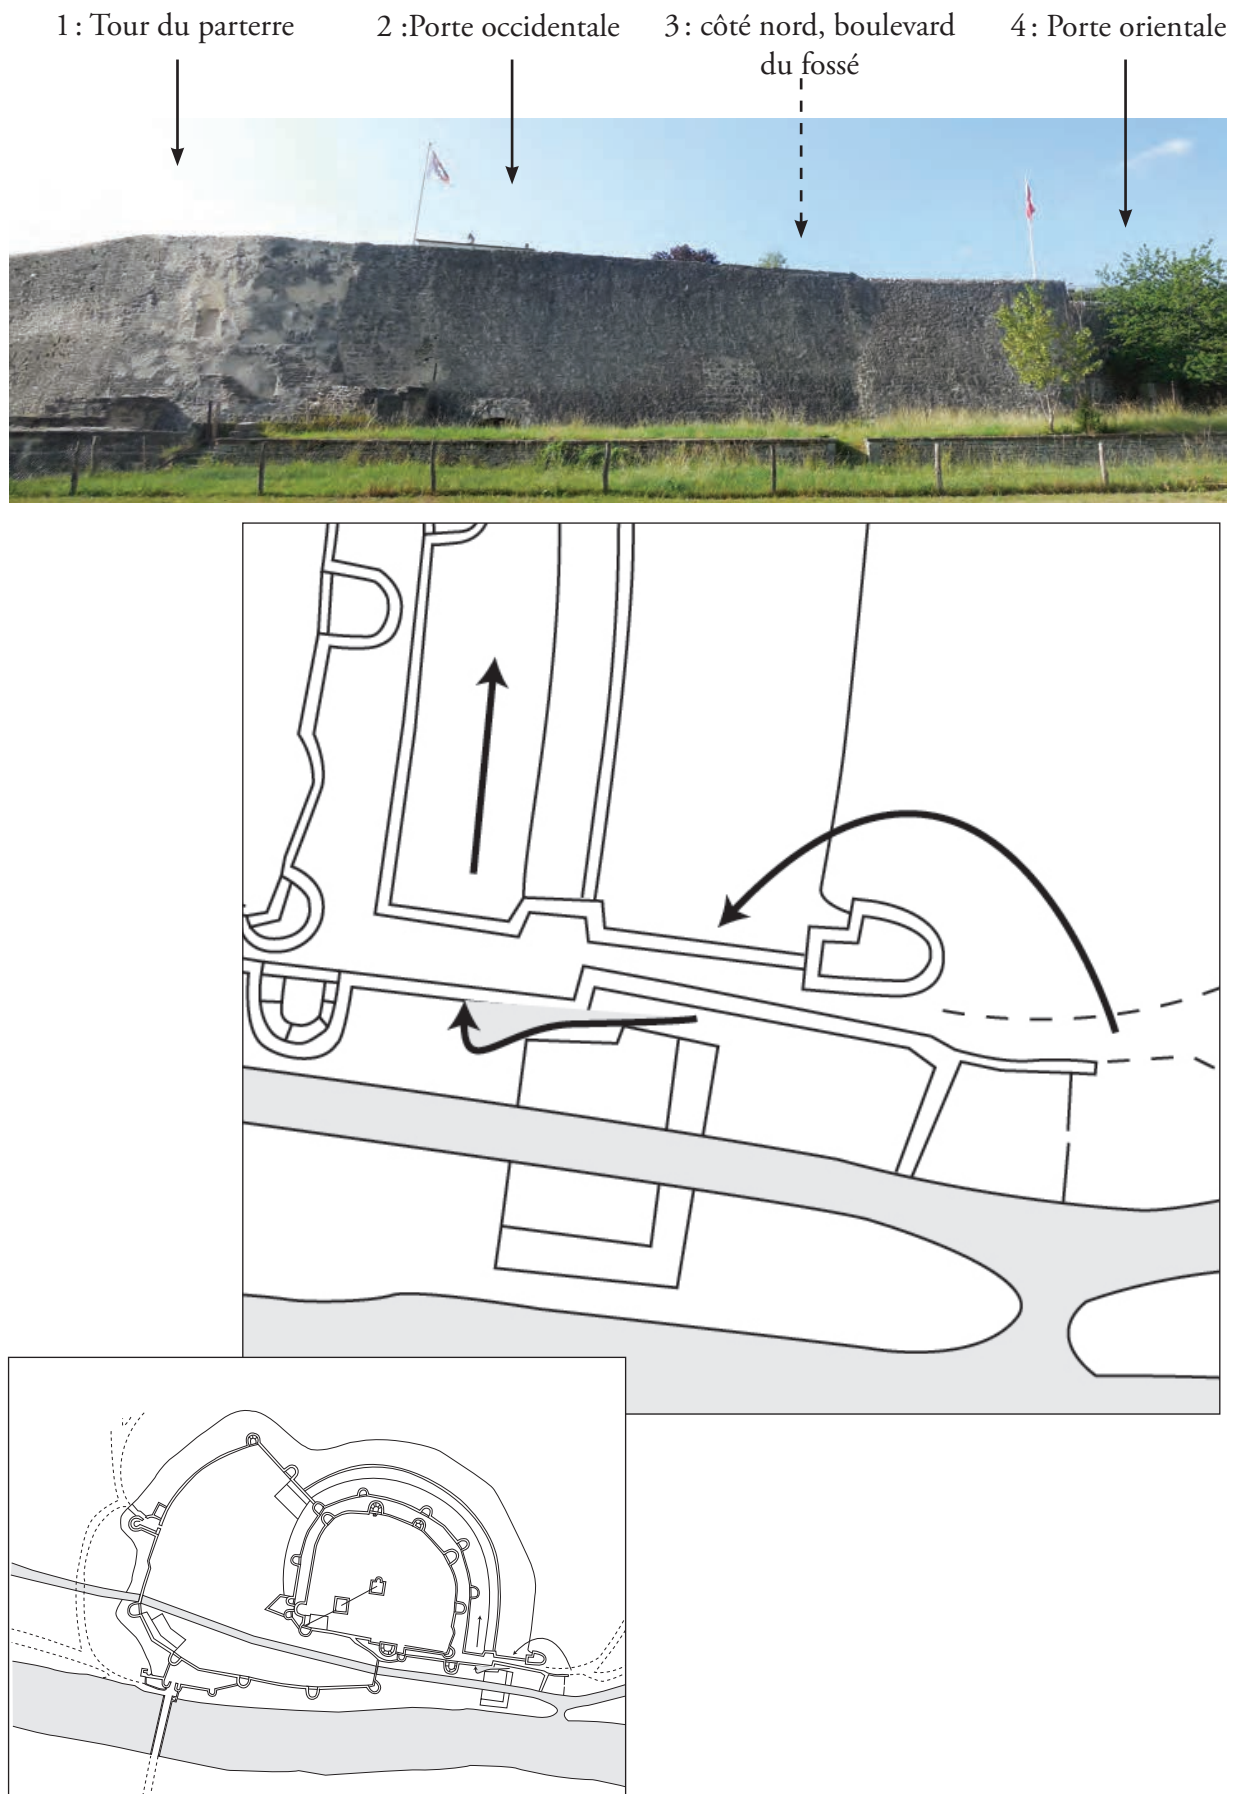 1 : Tour du parterre
2 :Porte occidentale
3 : côté nord, boulevard
du fossé
4 : Porte orientale